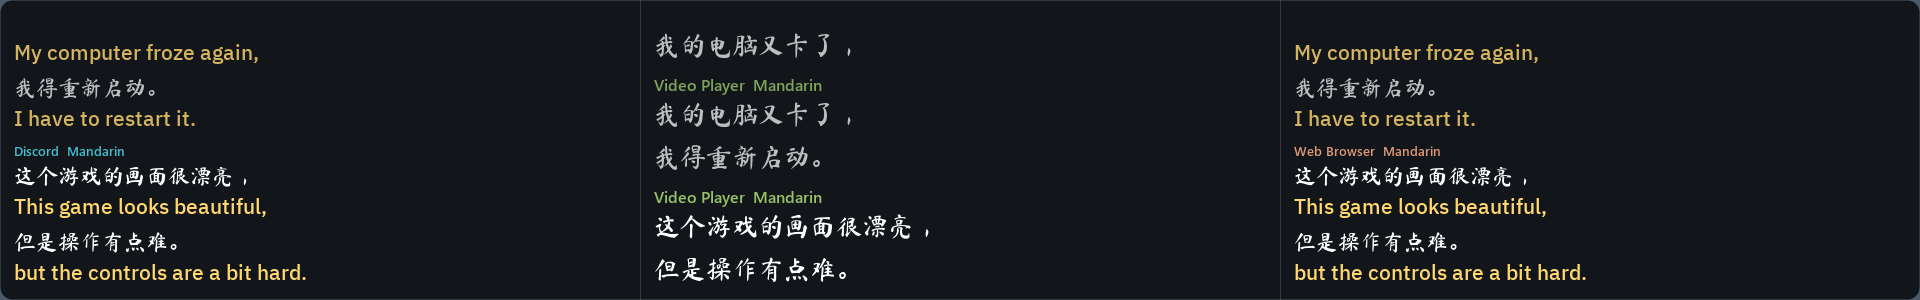 My computer froze again,
我得重新启动。
I have to restart it.
Discord Mandarin
这个游戏的画面很漂亮，
This game looks beautiful,
但是操作有点难。
but the controls are a bit hard.
我的电脑又卡了，
Video Player Mandarin
我的电脑又卡了，
我得重新启动。
Video Player Mandarin
这个游戏的画面很漂亮，
但是操作有点难。
My computer froze again,
我得重新启动。
I have to restart it.
Web Browser Mandarin
这个游戏的画面很漂亮，
This game looks beautiful,
但是操作有点难。
but the controls are a bit hard.